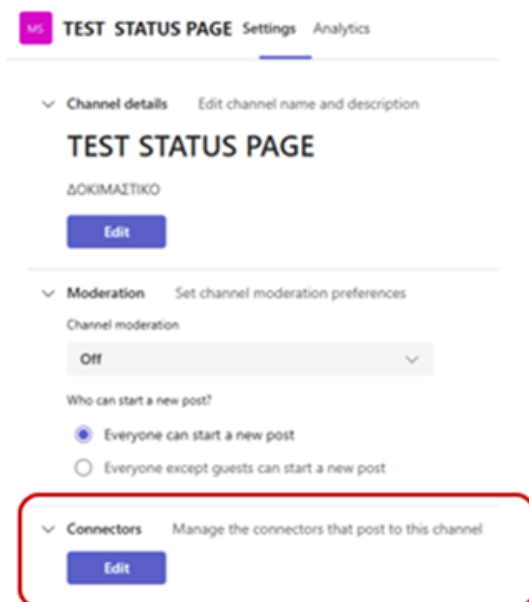 MS TEST STATUS PAGE Settings Analytics
Channel details Edit channel name and description
TEST STATUS PAGE
ΔΟΚΙΜΑΣΤΙΚΟ
Edit
Moderation Set channel moderation preferences
Channel moderation
Off
Who can start a new post?
Everyone can start a new post
Everyone except guests can start a new post
Connectors Manage the connectors that post to this channel
Edit